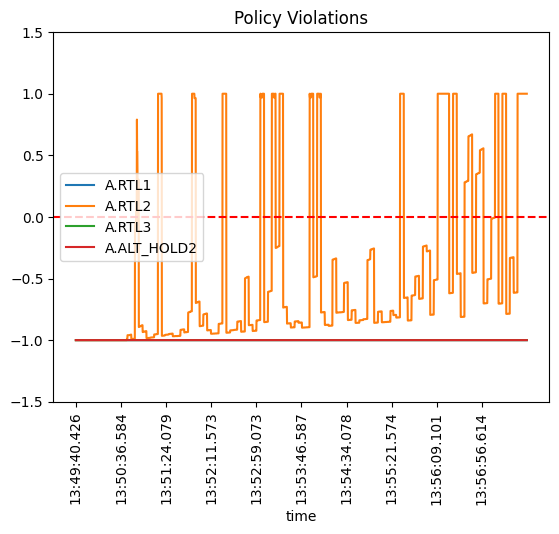 Policy Violations
1.5
1.0
0.5
0.0
−0.5
−1.0
−1.5
A.RTL1
A.RTL2
A.RTL3
A.ALT_HOLD2
13:49:40.426
13:50:36.584
13:51:24.079
13:52:11.573
13:52:59.073
13:53:46.587
13:54:34.078
13:55:21.574
13:56:09.101
13:56:56.614
time